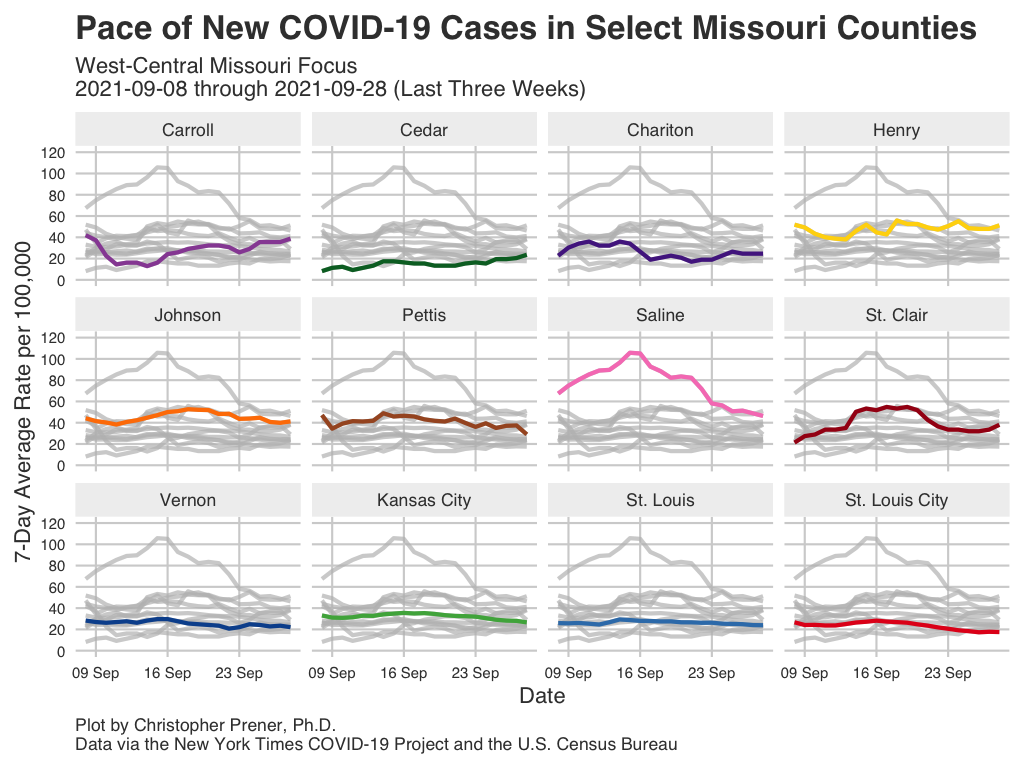 Pace of New COVID-19 Cases in Select Missouri Counties
West-Central Missouri Focus
2021-09-08 through 2021-09-28 (Last Three Weeks)
Carroll Cedar Chariton Henry
120
100
80
60
40
20
0
Johnson Pettis Saline St. Clair
120
100
80
60
40
20
0
Vernon Kansas City St. Louis St. Louis City
120
100
80
60
40
20
0
7-Day Average Rate per 100,000
09 Sep 16 Sep 23 Sep 09 Sep 16 Sep 23 Sep 09 Sep 16 Sep 23 Sep 09 Sep 16 Sep 23 Sep
Date
Plot by Christopher Prener, Ph.D.
Data via the New York Times COVID-19 Project and the U.S. Census Bureau